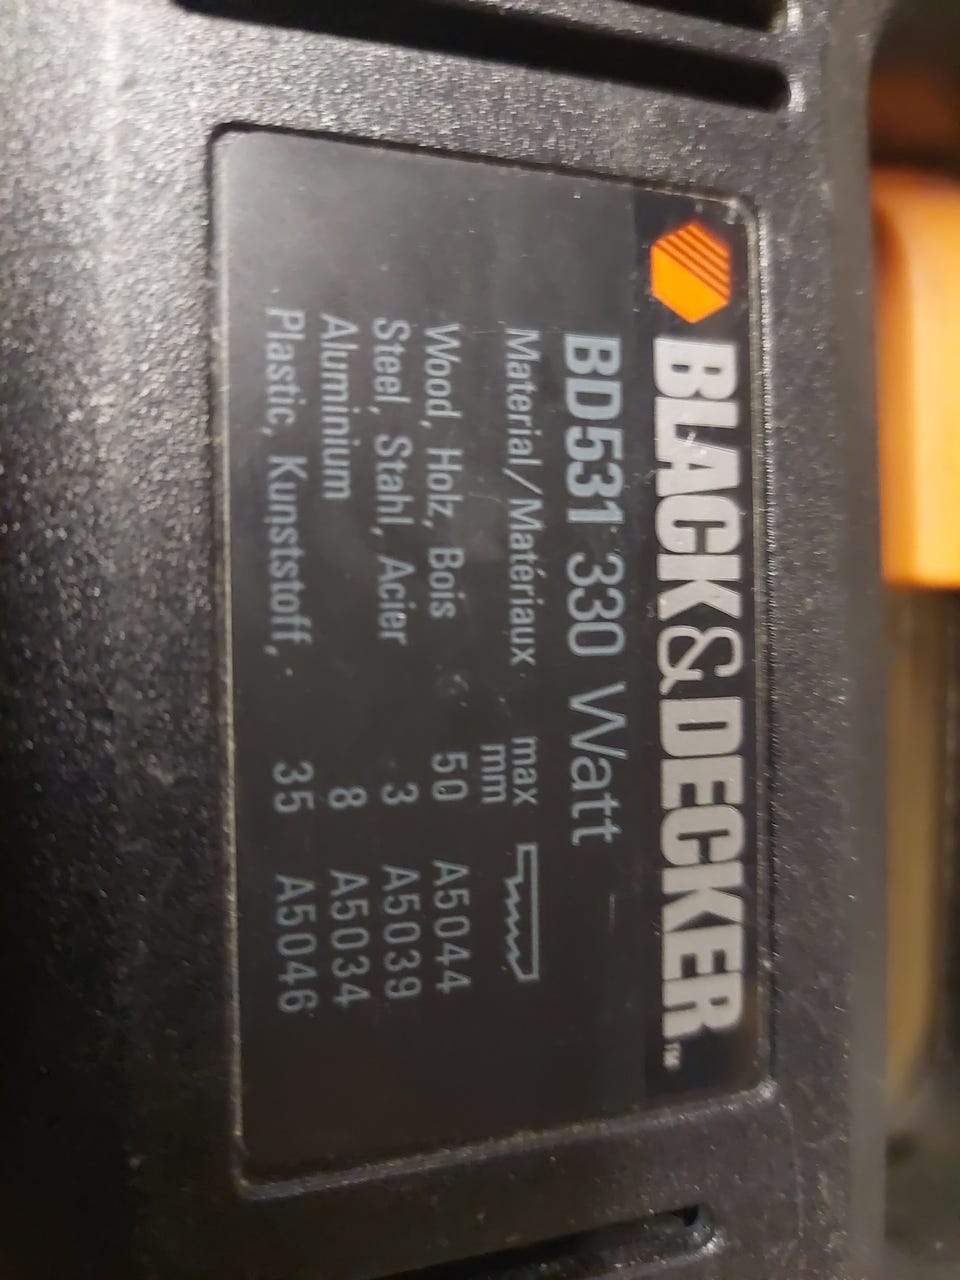 BLACK&DECKER™
BD531 330 Watt
Material/Matériaux max
mm
Wood, Holz, Bois 50 A5044
Steel, Stahl, Acier 3 A5039
Aluminium 8 A5034
Plastic, Kunststoff, 35 A5046